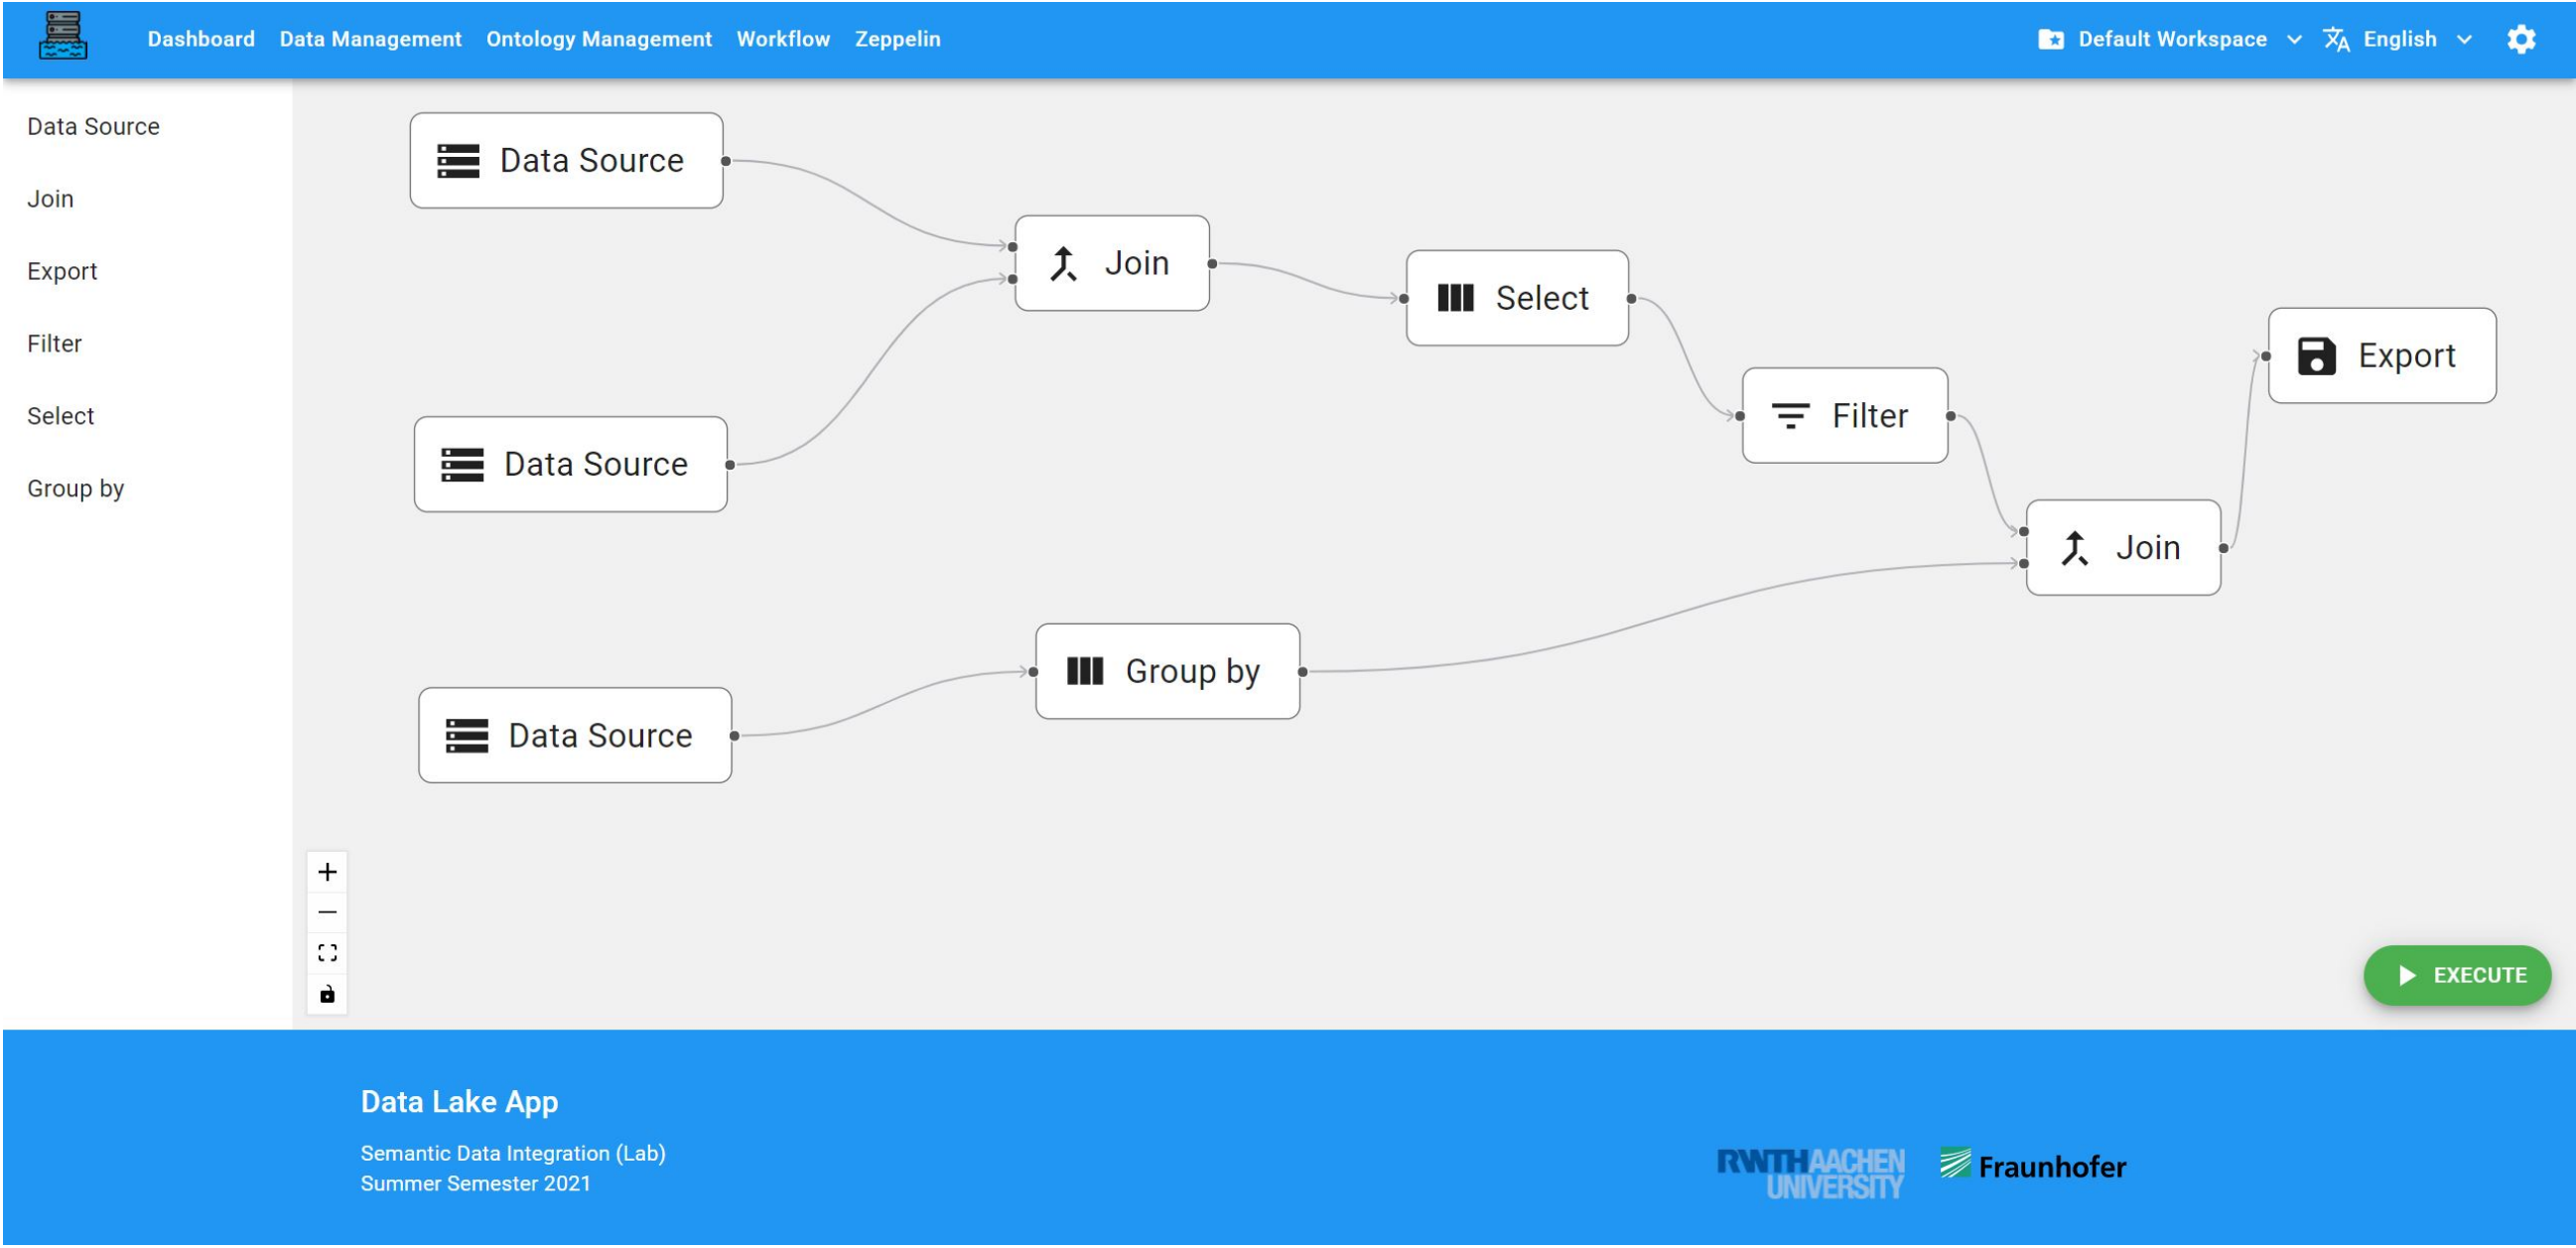 Dashboard Data Management Ontology Management Workflow Zeppelin Default Workspace English
Data Source
Join
Export
Filter
Select
Group by
Data Source
Join
Select
Export
Filter
Data Source
Join
Group by
Data Source
EXECUTE
Data Lake App
Semantic Data Integration (Lab)
Summer Semester 2021
RWTHAACHEN
UNIVERSITY
Fraunhofer